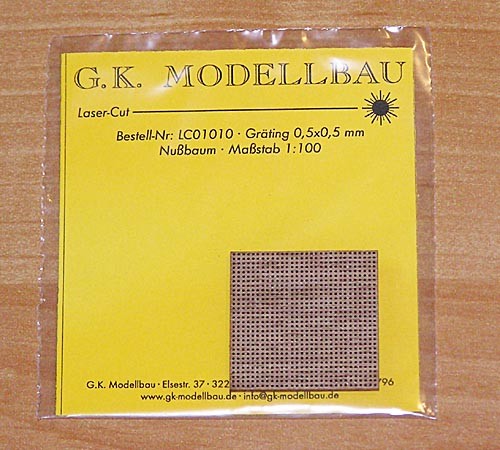 G.K. MODELLBAU
Laser-Cut
Bestell-Nr: LC01010 · Gräting 0,5x0,5 mm
Nußbaum · Maßstab 1:100
G.K. Modellbau · Elsestr. 37 · 322 796
www.gk-modellbau.de · info@gk-modellbau.de